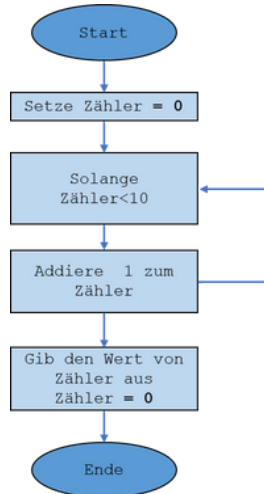 Start
Setze Zähler = 0
Solange
Zähler<10
Addiere 1 zum
Zähler
Gib den Wert von
Zähler aus
Zähler = 0
Ende